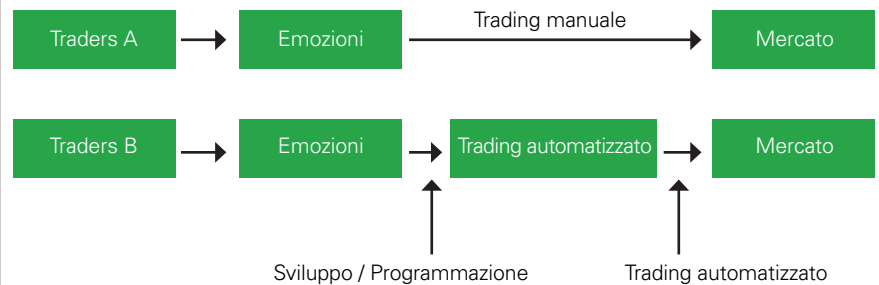 Trading manuale
Traders A
Emozioni
Mercato
Traders B
Emozioni
Trading automatizzato
Mercato
Sviluppo / Programmazione
Trading automatizzato